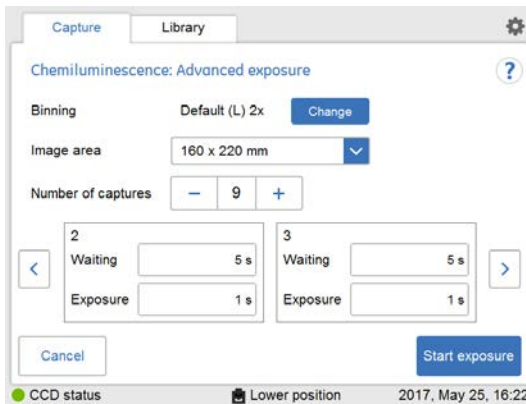 Capture Library
Chemiluminescence: Advanced exposure ?
Binning Default (L) 2x Change
Image area 160 x 220 mm
Number of captures − 9 +
2 3
Waiting 5 s Waiting 5 s
< >
Exposure 1 s Exposure 1 s
Cancel Start exposure
CCD status Lower position 2017, May 25, 16:22